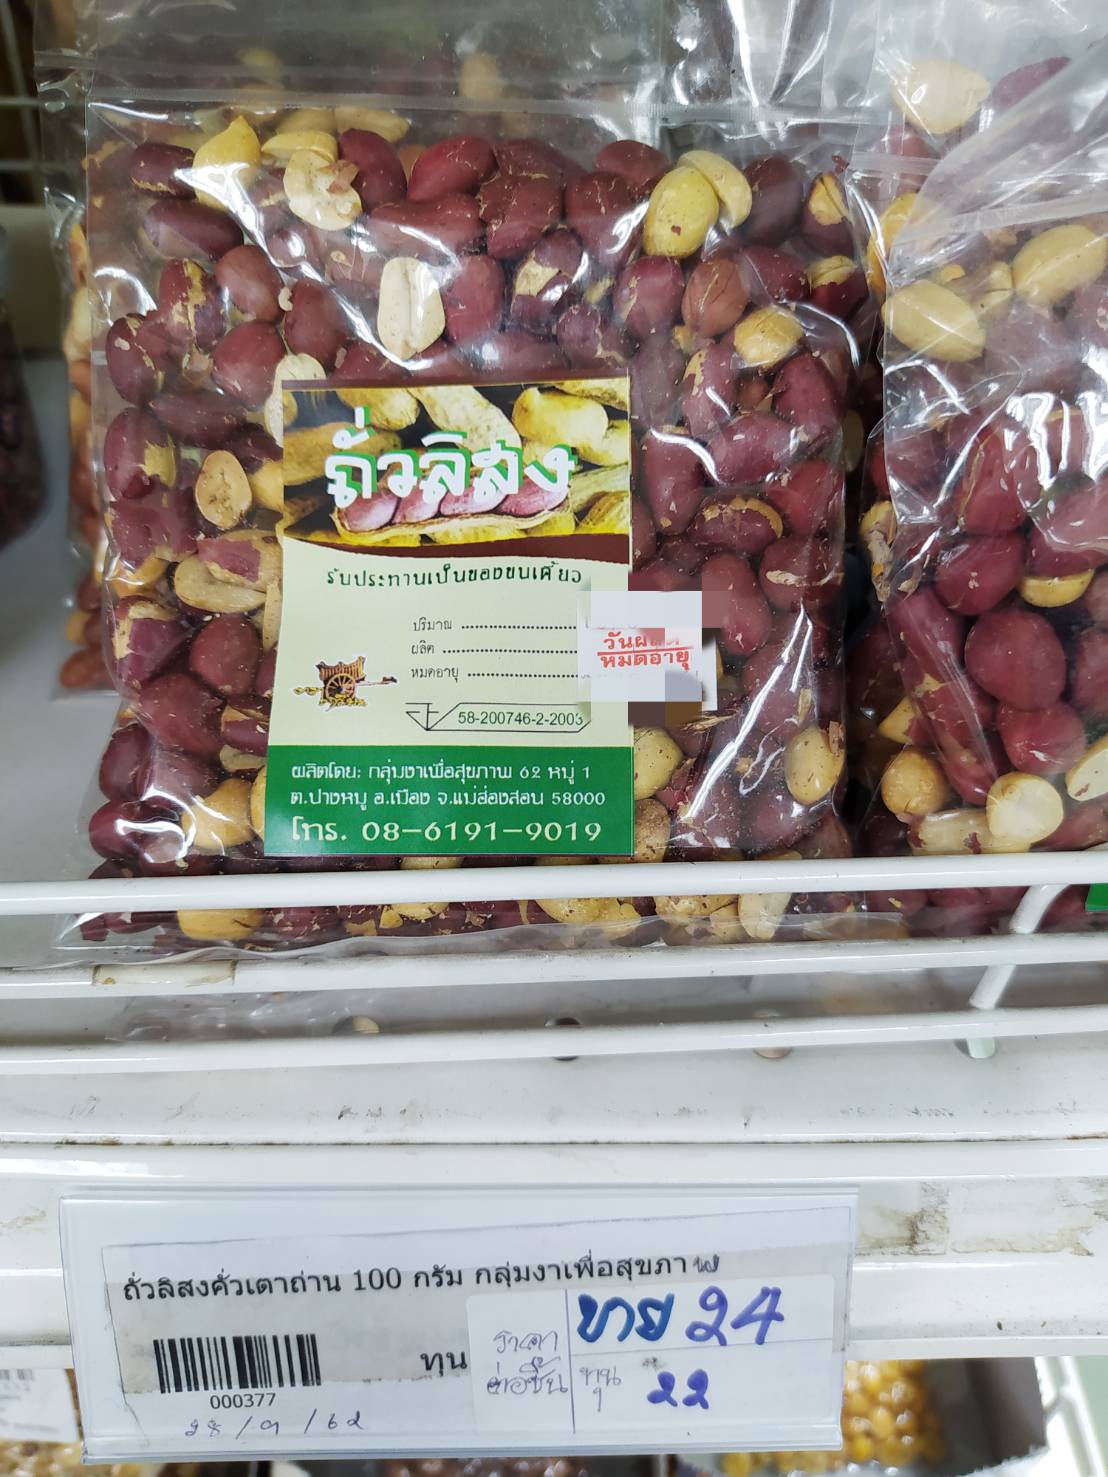 ถั่วลิสง
รับประทานเป็นของขบเคี้ยว
ปริมาณ
ผลิต
หมดอายุ
วันผลิต
หมดอายุ
58-200746-2-2003
ผลิตโดย: กลุ่มงาเพื่อสุขภาพ 62 หมู่ 1
ต.ปางหมู อ.เมือง จ.แม่ฮ่องสอน 58000
โทร. 08-6191-9019
ถั่วลิสงคั่วเตาถ่าน 100 กรัม กลุ่มงาเพื่อสุขภาพ
ราคา ขาย 24
ทุน ต่อชิ้น ทุน 22
000377